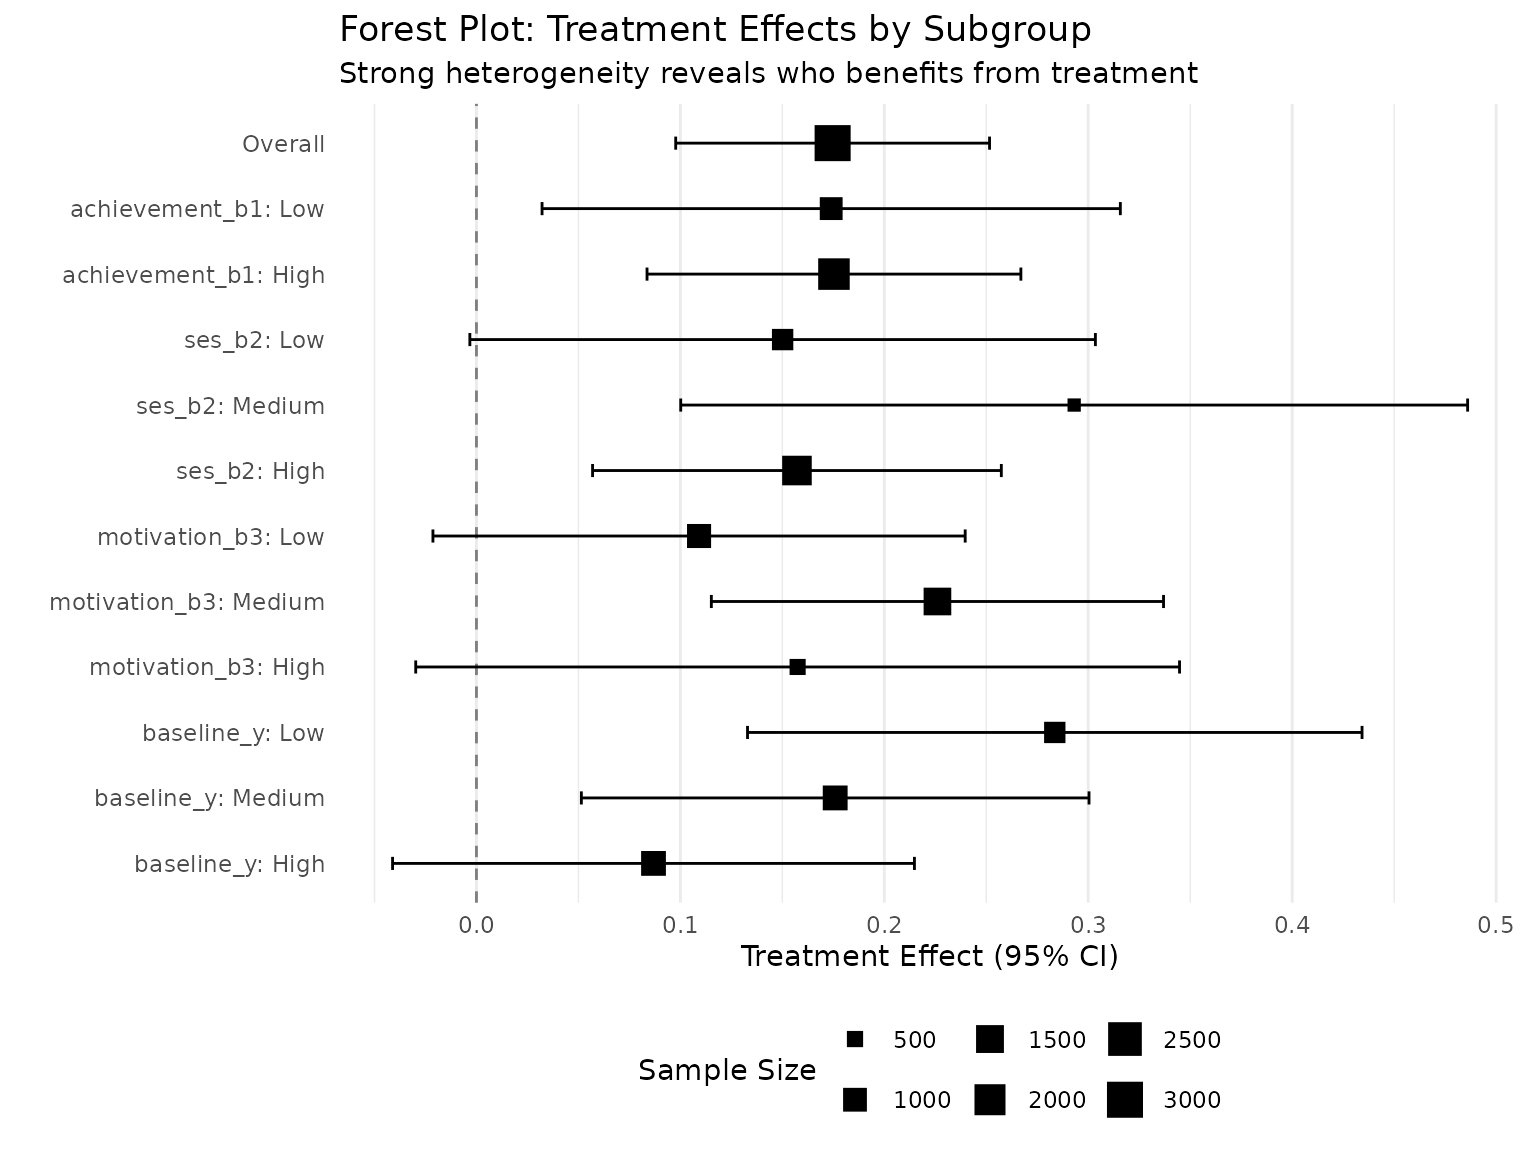 Forest Plot: Treatment Effects by Subgroup
Strong heterogeneity reveals who benefits from treatment
Overall
achievement_b1: Low
achievement_b1: High
ses_b2: Low
ses_b2: Medium
ses_b2: High
motivation_b3: Low
motivation_b3: Medium
motivation_b3: High
baseline_y: Low
baseline_y: Medium
baseline_y: High
0.0 0.1 0.2 0.3 0.4 0.5
Treatment Effect (95% CI)
Sample Size
500 1500 2500
1000 2000 3000